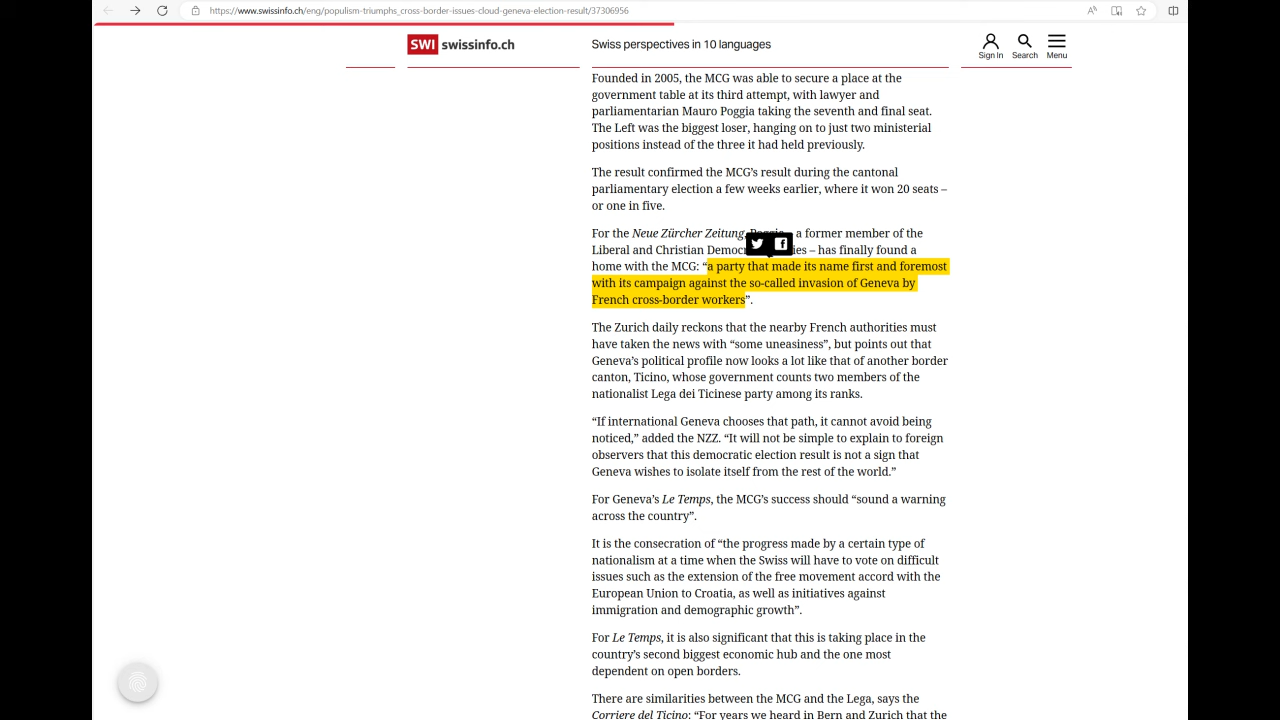 https://www.swissinfo.ch/eng/populism-triumphs_cross-border-issues-cloud-geneva-election-result/37306956
SWI swissinfo.ch
Swiss perspectives in 10 languages
Sign In
Search
Menu
Founded in 2005, the MCG was able to secure a place at the
government table at its third attempt, with lawyer and
parliamentarian Mauro Poggia taking the seventh and final seat.
The Left was the biggest loser, hanging on to just two ministerial
positions instead of the three it had held previously.
The result confirmed the MCG’s result during the cantonal
parliamentary election a few weeks earlier, where it won 20 seats –
or one in five.
For the Neue Zürcher Zeitung, a former member of the
Liberal and Christian – has finally found a
home with the MCG: “a party that made its name first and foremost
with its campaign against the so-called invasion of Geneva by
French cross-border workers”.
The Zurich daily reckons that the nearby French authorities must
have taken the news with “some uneasiness”, but points out that
Geneva’s political profile now looks a lot like that of another border
canton, Ticino, whose government counts two members of the
nationalist Lega dei Ticinese party among its ranks.
“If international Geneva chooses that path, it cannot avoid being
noticed,” added the NZZ. “It will not be simple to explain to foreign
observers that this democratic election result is not a sign that
Geneva wishes to isolate itself from the rest of the world.”
For Geneva’s Le Temps, the MCG’s success should “sound a warning
across the country”.
It is the consecration of “the progress made by a certain type of
nationalism at a time when the Swiss will have to vote on difficult
issues such as the extension of the free movement accord with the
European Union to Croatia, as well as initiatives against
immigration and demographic growth”.
For Le Temps, it is also significant that this is taking place in the
country’s second biggest economic hub and the one most
dependent on open borders.
There are similarities between the MCG and the Lega, says the
Corriere del Ticino: “For years we heard in Bern and Zurich that the